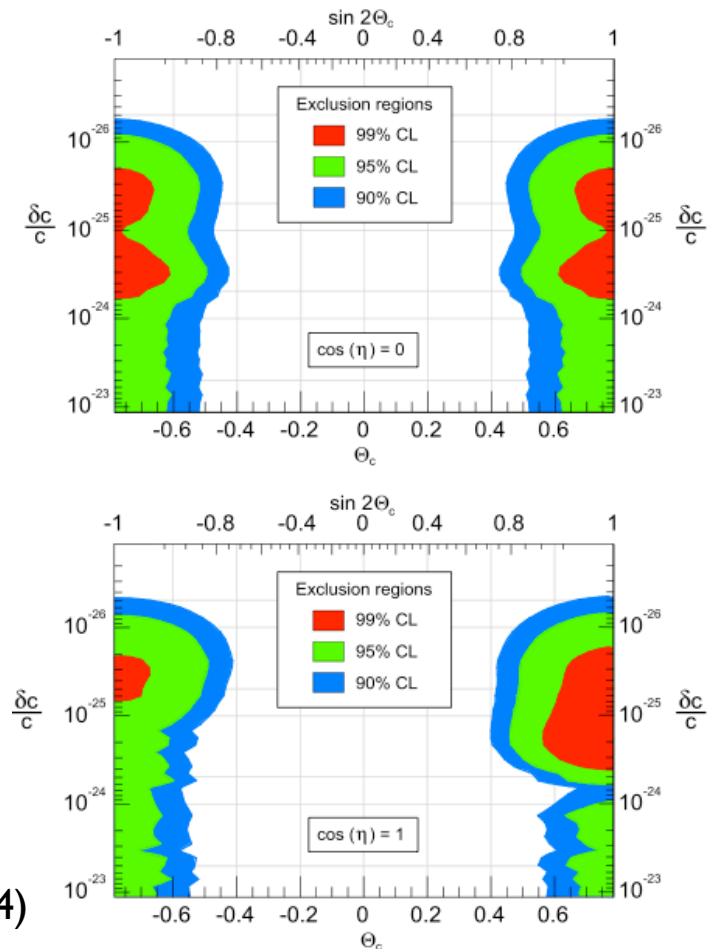 sin 2Θc
-1 -0.8 -0.4 0 0.4 0.8 1
Exclusion regions
99% CL
95% CL
90% CL
10-26
10-25
10-24
10-23
δc
c
10-26
10-25
10-24
10-23
δc
c
cos (η) = 0
-0.6 -0.4 -0.2 0 0.2 0.4 0.6
Θc
sin 2Θc
-1 -0.8 -0.4 0 0.4 0.8 1
Exclusion regions
99% CL
95% CL
90% CL
10-26
10-25
10-24
10-23
δc
c
10-26
10-25
10-24
10-23
δc
c
cos (η) = 1
-0.6 -0.4 -0.2 0 0.2 0.4 0.6
Θc
4)